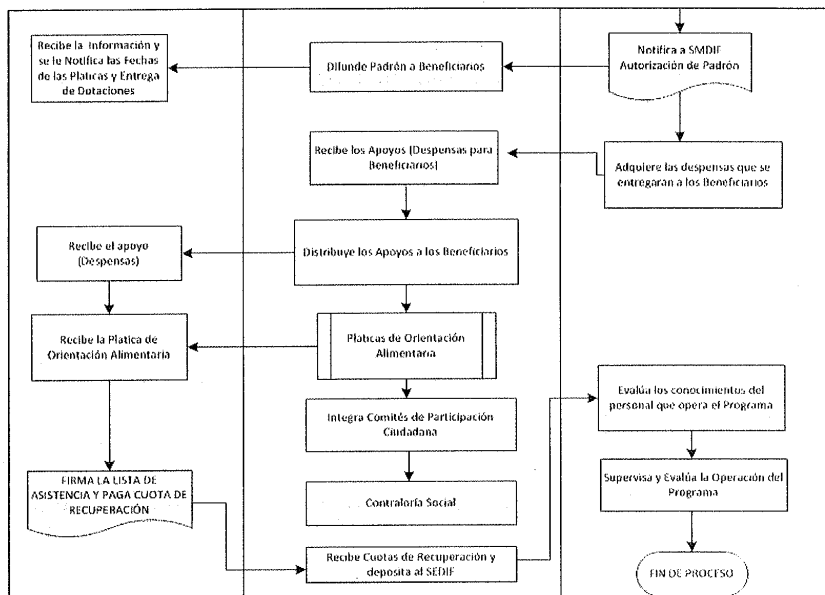 Recibe la Información y
se le Notifica las Fechas
de las Platicas y Entrega
de Dotaciones
Difunde Padrón a Beneficiarios
Notifica a SMDIF
Autorización de Padrón
Recibe los Apoyos (Despensas para
Beneficiarios)
Adquiere las despensas que se
entregaran a los Beneficiarios
Recibe el apoyo
(Despensas)
Distribuye los Apoyos a los Beneficiarios
Recibe la Platica de
Orientación Alimentaria
Platicas de Orientación
Alimentaria
Evalúa los conocimientos del
personal que opera el Programa
Integra Comités de Participación
Ciudadana
FIRMA LA LISTA DE
ASISTENCIA Y PAGA CUOTA DE
RECUPERACIÓN
Contraloría Social
Supervisa y Evalúa la Operación del
Programa
Recibe Cuotas de Recuperación y
deposita al SEDIF
FIN DE PROCESO